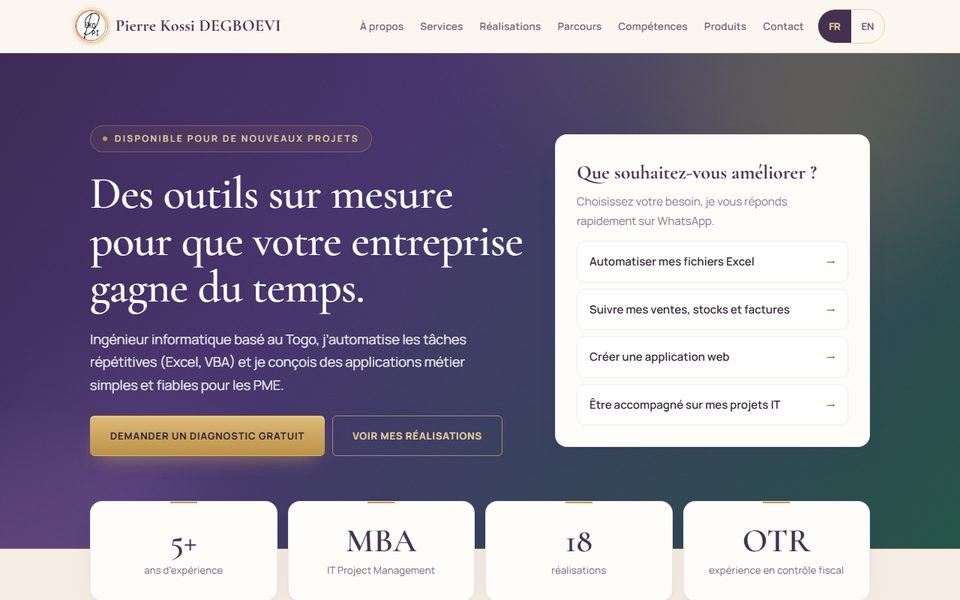 Pierre Kossi DEGBOEVI
À propos Services Réalisations Parcours Compétences Produits Contact FR EN
DISPONIBLE POUR DE NOUVEAUX PROJETS
Des outils sur mesure
pour que votre entreprise
gagne du temps.
Ingénieur informatique basé au Togo, j'automatise les tâches
répétitives (Excel, VBA) et je conçois des applications métier
simples et fiables pour les PME.
DEMANDER UN DIAGNOSTIC GRATUIT
VOIR MES RÉALISATIONS
Que souhaitez-vous améliorer ?
Choisissez votre besoin, je vous réponds
rapidement sur WhatsApp.
Automatiser mes fichiers Excel →
Suivre mes ventes, stocks et factures →
Créer une application web →
Être accompagné sur mes projets IT →
5+
ans d'expérience
MBA
IT Project Management
18
réalisations
OTR
expérience en contrôle fiscal